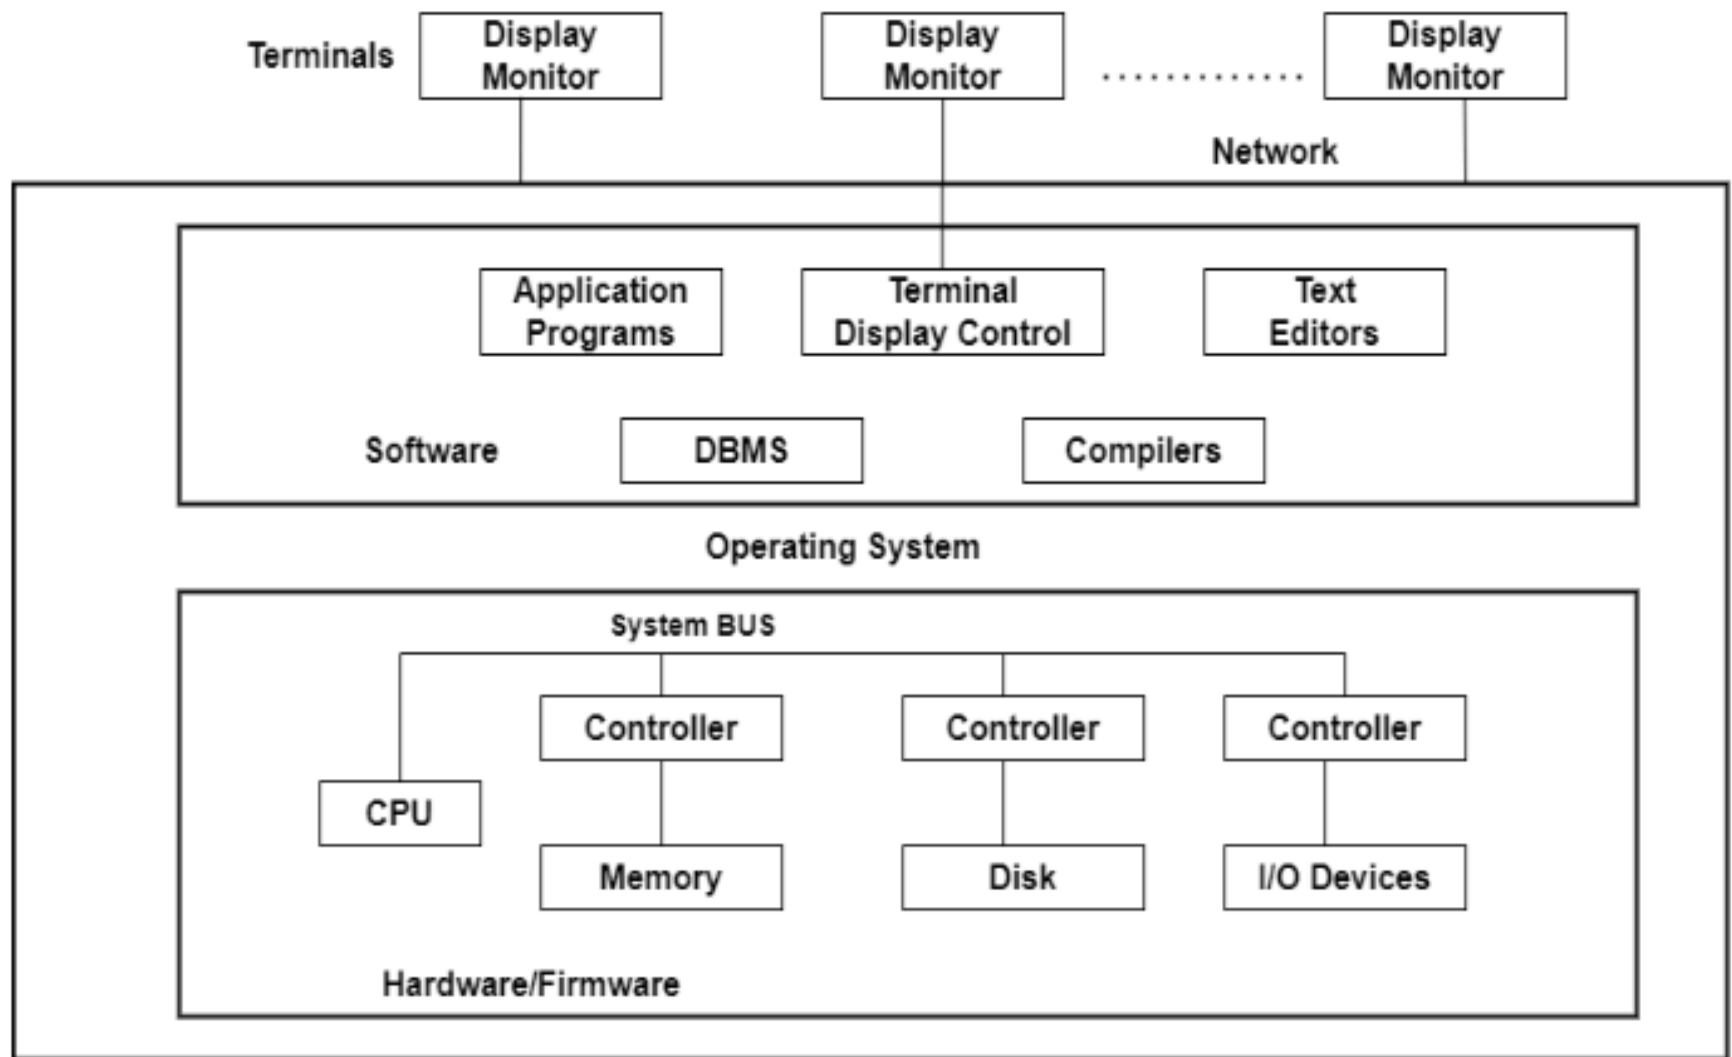 Terminals
Display
Monitor
Display
Monitor
.............
Display
Monitor
Network
Application
Programs
Terminal
Display Control
Text
Editors
Software
DBMS
Compilers
Operating System
System BUS
Controller
Controller
Controller
CPU
Memory
Disk
I/O Devices
Hardware/Firmware